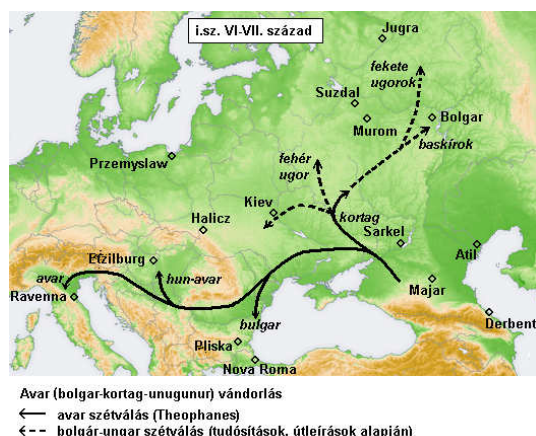 i.sz. VI-VII. század
Jugra
fekete
ugorok
Suzdal
Murom
Bolgar
baskírok
Przemyslaw
fehér
ugor
Kiev
kortag
Halicz
Sarkel
Etzilburg
Atil
avar
hun-avar
Ravenna
Majar
bulgar
Derbent
Pliska
Nova Roma
Avar (bolgar-kortag-unugunur) vándorlás
avar szétválás (Theophanes)
bolgár-ungar szétválás (tudósítások, útleírások alapján)